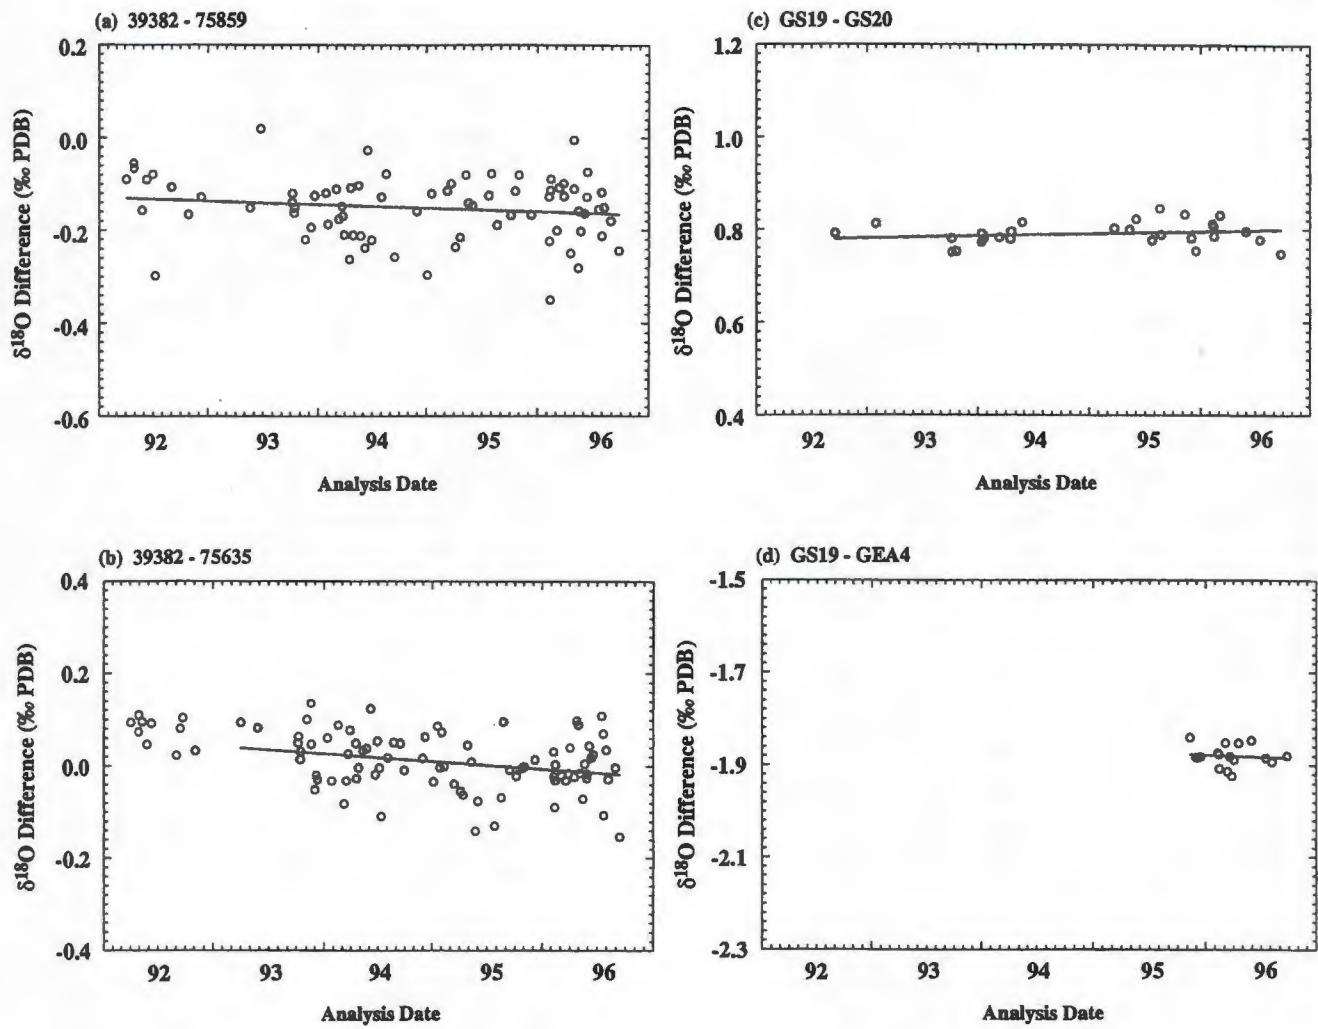 (a) 39382 - 75859
δ18O Difference (‰ PDB)
0.2
0.0
-0.2
-0.4
-0.6
92 93 94 95 96
Analysis Date
(c) GS19 - GS20
δ18O Difference (‰ PDB)
1.2
1.0
0.8
0.6
0.4
92 93 94 95 96
Analysis Date
(b) 39382 - 75635
δ18O Difference (‰ PDB)
0.4
0.2
0.0
-0.2
-0.4
92 93 94 95 96
Analysis Date
(d) GS19 - GEA4
δ18O Difference (‰ PDB)
-1.5
-1.7
-1.9
-2.1
-2.3
92 93 94 95 96
Analysis Date